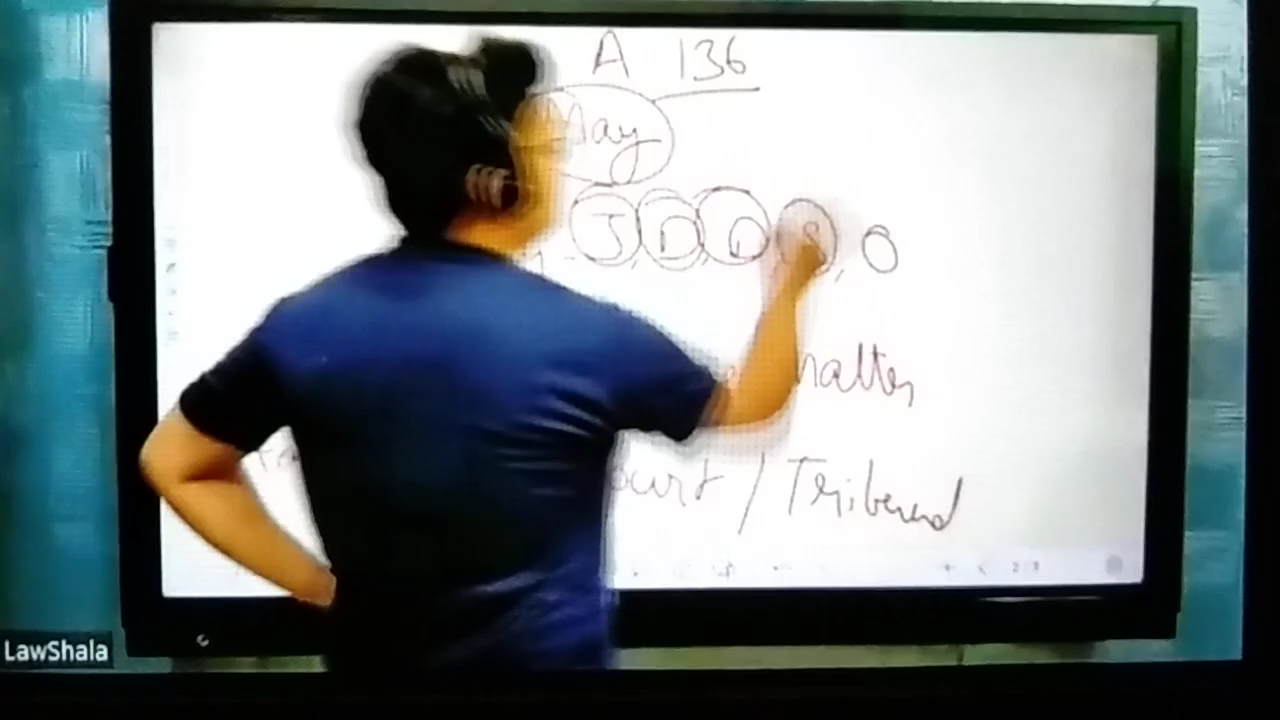 A 136
May
J, D, D, S, O
matter
Court / Tribunal
LawShala